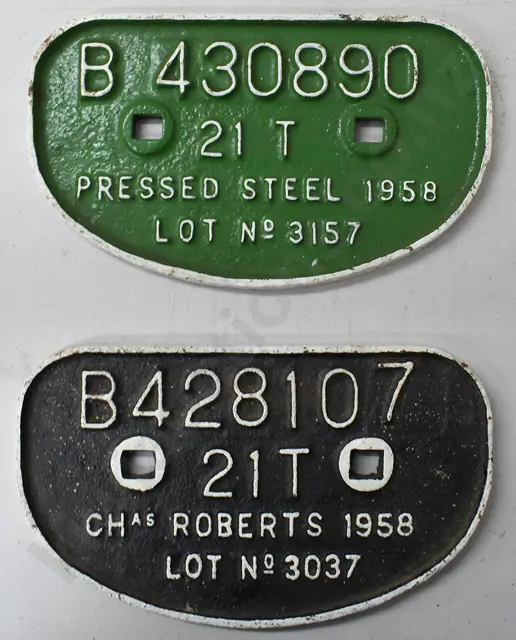 B 430890
21 T
PRESSED STEEL 1958
LOT Nº 3157
B428107
21T
CHᴬˢ ROBERTS 1958
LOT Nº 3037